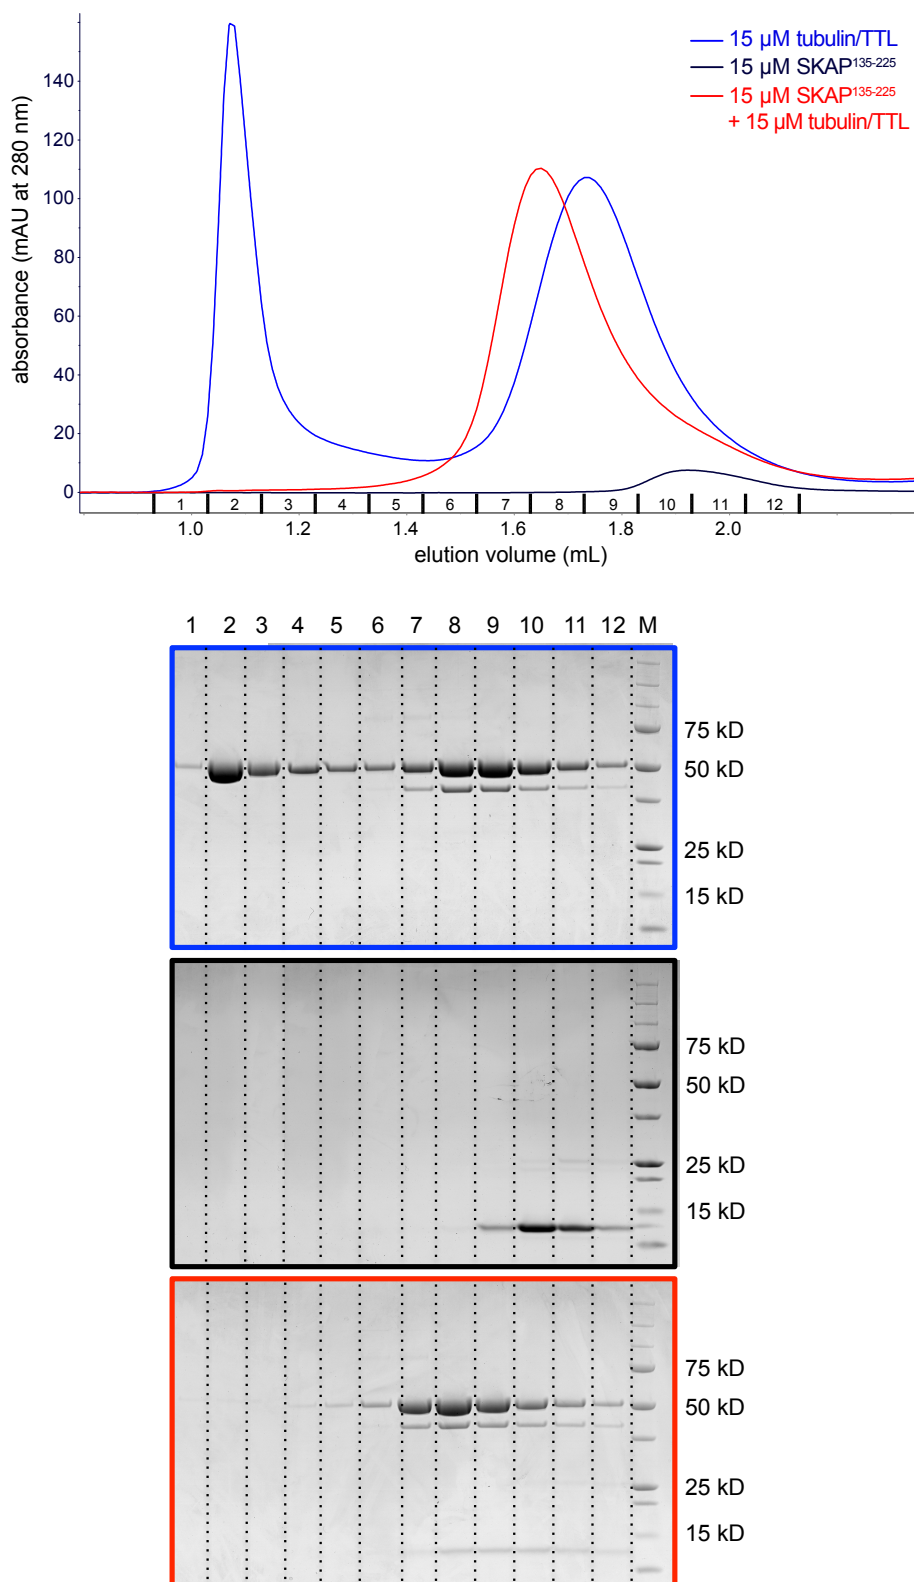 15 µM tubulin/TTL
15 µM SKAP135-225
15 µM SKAP135-225
+ 15 µM tubulin/TTL
absorbance (mAU at 280 nm)
140
120
100
80
60
40
20
0
1 2 3 4 5 6 7 8 9 10 11 12
1.0 1.2 1.4 1.6 1.8 2.0
elution volume (mL)
1 2 3 4 5 6 7 8 9 10 11 12 M
75 kD
50 kD
25 kD
15 kD
75 kD
50 kD
25 kD
15 kD
75 kD
50 kD
25 kD
15 kD